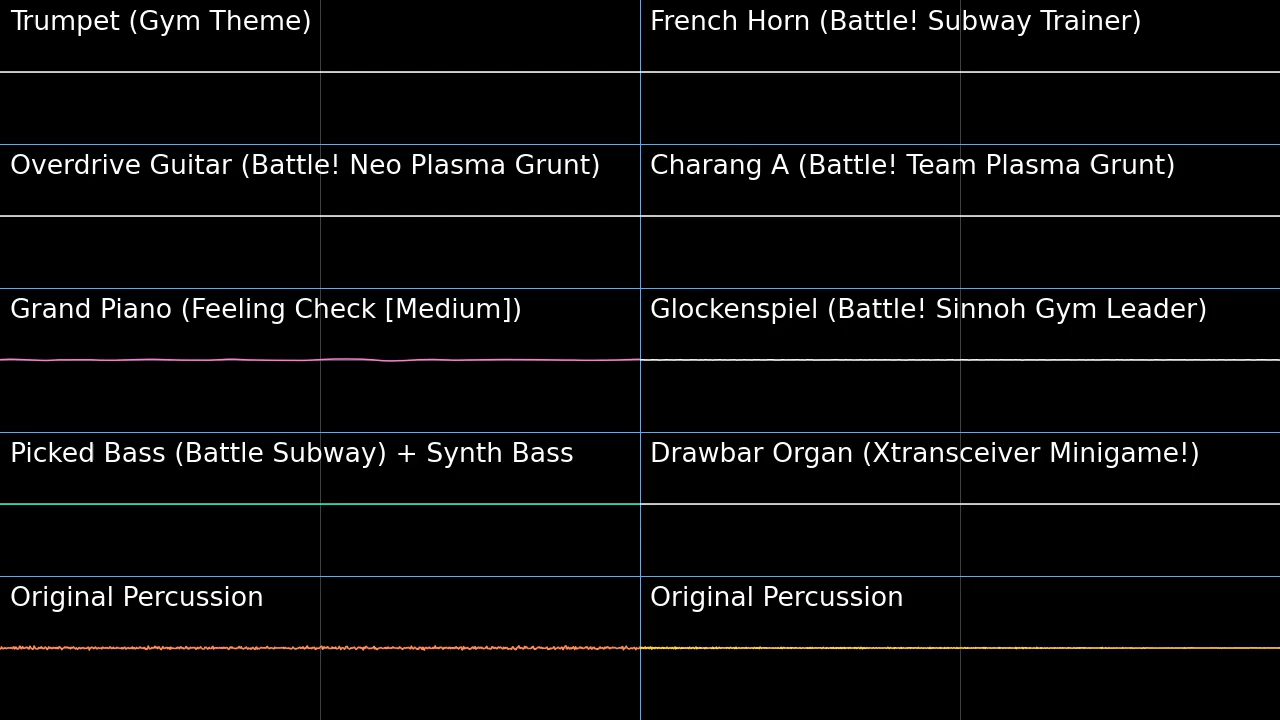 Trumpet (Gym Theme)
French Horn (Battle! Subway Trainer)
Overdrive Guitar (Battle! Neo Plasma Grunt)
Charang A (Battle! Team Plasma Grunt)
Grand Piano (Feeling Check [Medium])
Glockenspiel (Battle! Sinnoh Gym Leader)
Picked Bass (Battle Subway) + Synth Bass
Drawbar Organ (Xtransceiver Minigame!)
Original Percussion
Original Percussion